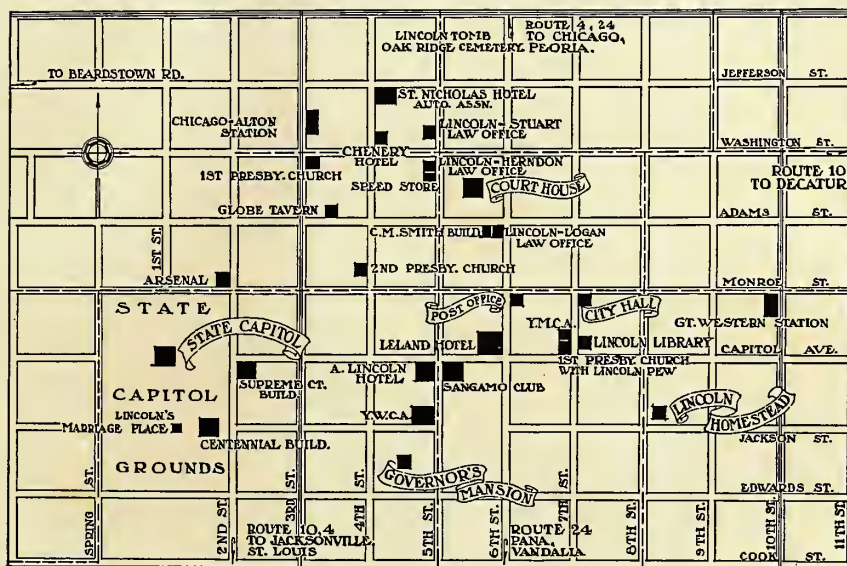 LINCOLN TOMB
OAK RIDGE CEMETERY.
ROUTE 4, 24
TO CHICAGO,
PEORIA.
TO BEARDSTOWN RD.
JEFFERSON ST.
ST. NICHOLAS HOTEL
AUTO. ASSN.
CHICAGO-ALTON
STATION
LINCOLN-STUART
LAW OFFICE
WASHINGTON ST.
CHENERY
HOTEL
1ST PRESBY. CHURCH
LINCOLN-HERNDON
LAW OFFICE
SPEED STORE
COURT HOUSE
ROUTE 10
TO DECATUR
GLOBE TAVERN
ADAMS ST.
C.M. SMITH BUILD.
LINCOLN-LOGAN
LAW OFFICE
1ST ST.
ARSENAL
2ND PRESBY. CHURCH
MONROE ST.
STATE
CAPITOL
GROUNDS
STATE CAPITOL
POST OFFICE
CITY HALL
Y.M.C.A.
GT. WESTERN STATION
LELAND HOTEL
LINCOLN LIBRARY
CAPITOL AVE.
1ST PRESBY. CHURCH
WITH LINCOLN PEW
SUPREME CT.
BUILD.
A. LINCOLN
HOTEL
SANGAMO CLUB
LINCOLN'S
MARRIAGE PLACE
Y.W.C.A.
LINCOLN
HOMESTEAD
CENTENNIAL BUILD.
JACKSON ST.
GOVERNOR'S
MANSION
EDWARDS ST.
SPRING ST.
2ND ST.
3RD ST.
4TH ST.
5TH ST.
6TH ST.
7TH ST.
8TH ST.
9TH ST.
10TH ST.
11TH ST.
ROUTE 10,4
TO JACKSONVILLE
ST. LOUIS
ROUTE 24
PANA,
VANDALIA
COOK ST.